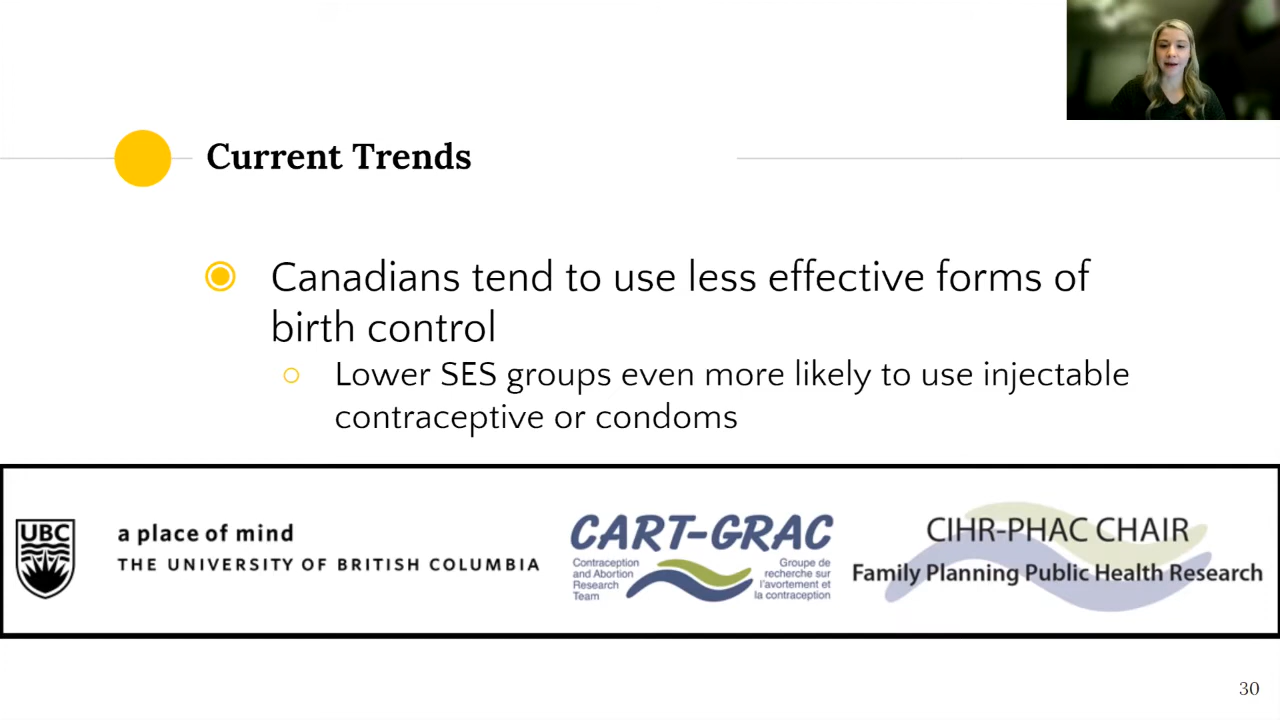 Current Trends
Canadians tend to use less effective forms of
birth control
Lower SES groups even more likely to use injectable
contraceptive or condoms
UBC
a place of mind
THE UNIVERSITY OF BRITISH COLUMBIA
CART-GRAC
Contraception
and Abortion
Research
Team
Groupe de
recherche sur
l'avortement et
la contraception
CIHR-PHAC CHAIR
Family Planning Public Health Research
30